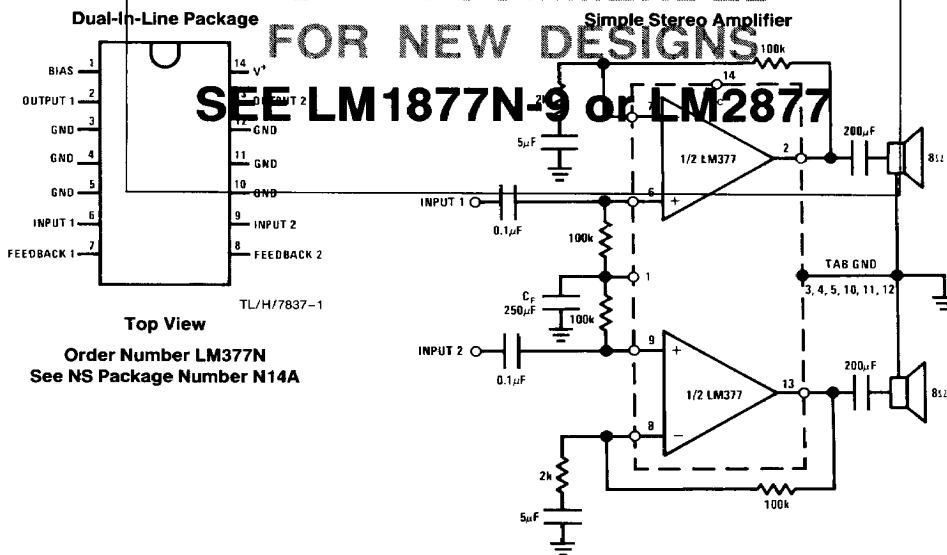 Dual-In-Line Package
BIAS 1
OUTPUT 1 2
GND 3
GND 4
GND 5
INPUT 1 6
FEEDBACK 1 7
14 V+
OUTPUT 2
12 GND
11 GND
10 GND
9 INPUT 2
8 FEEDBACK 2
TL/H/7837-1
Top View
Order Number LM377N
See NS Package Number N14A
FOR NEW DESIGNS
SEE LM1877N-9 or LM2877
Simple Stereo Amplifier
100k
14
2k
7
5µF
1/2 LM377
2
200µF
8Ω
INPUT 1
0.1µF
6
+
100k
1
CF
250µF
100k
TAB GND
3, 4, 5, 10, 11, 12
INPUT 2
0.1µF
9
+
1/2 LM377
13
200µF
8Ω
8
−
2k
5µF
100k